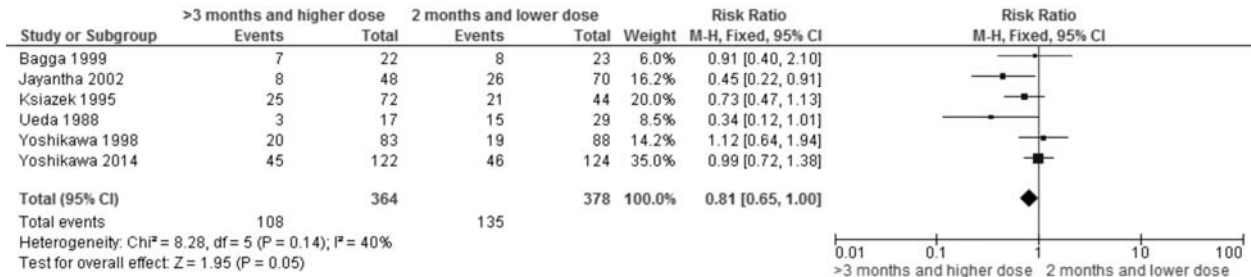 >3 months and higher dose 2 months and lower dose Risk Ratio Risk Ratio
Study or Subgroup Events Total Events Total Weight M-H, Fixed, 95% CI M-H, Fixed, 95% CI
Bagga 1999 7 22 8 23 6.0% 0.91 [0.40, 2.10]
Jayantha 2002 8 48 26 70 16.2% 0.45 [0.22, 0.91]
Ksiazek 1995 25 72 21 44 20.0% 0.73 [0.47, 1.13]
Ueda 1988 3 17 15 29 8.5% 0.34 [0.12, 1.01]
Yoshikawa 1998 20 83 19 88 14.2% 1.12 [0.64, 1.94]
Yoshikawa 2014 45 122 46 124 35.0% 0.99 [0.72, 1.38]
Total (95% CI) 364 378 100.0% 0.81 [0.65, 1.00]
Total events 108 135
Heterogeneity: Chi² = 8.28, df = 5 (P = 0.14); I² = 40%
Test for overall effect: Z = 1.95 (P = 0.05)
0.01 0.1 1 10 100
>3 months and higher dose 2 months and lower dose